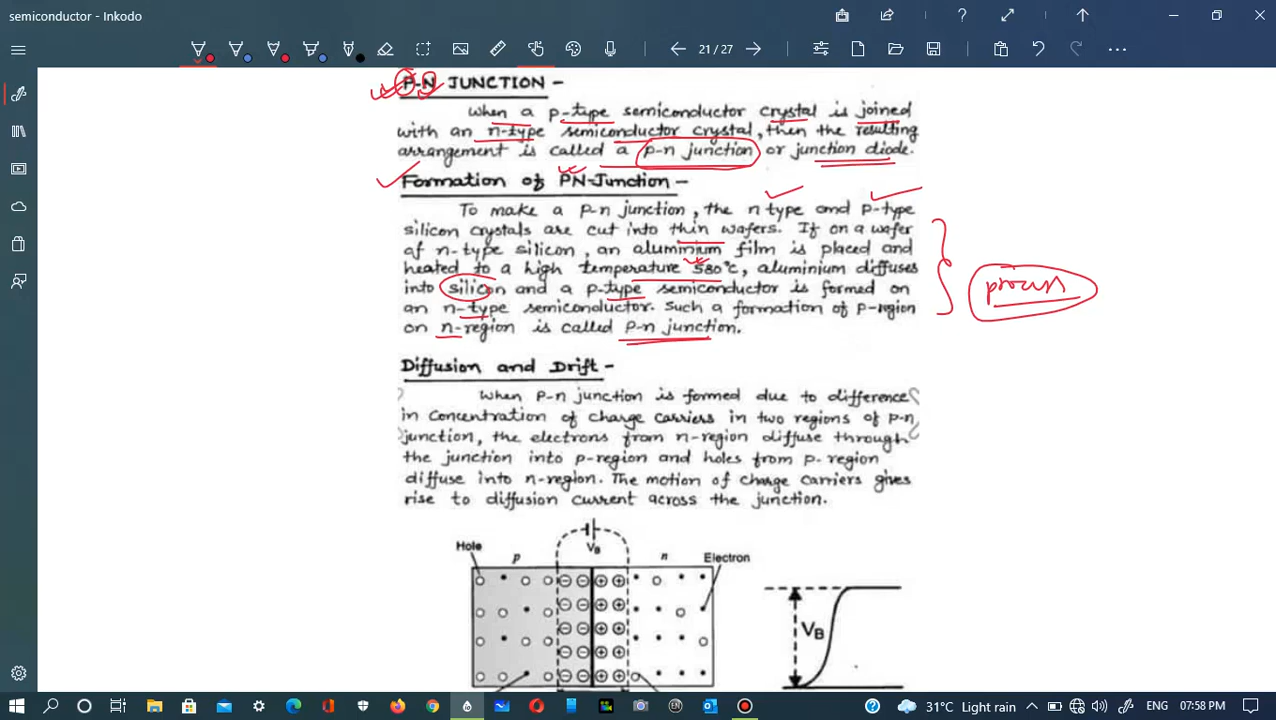 semiconductor - Inkodo
21 / 27
P-N JUNCTION -
When a p-type semiconductor crystal is joined
with an n-type semiconductor crystal, then the resulting
arrangement is called a p-n junction or junction diode.
Formation of PN-Junction -
To make a p-n junction, the n type and p-type
silicon crystals are cut into thin wafers. If on a wafer
of n-type silicon, an aluminium film is placed and
heated to a high temperature 580°C, aluminium diffuses
into silicon and a p-type semiconductor is formed on
an n-type semiconductor. Such a formation of p-region
on n-region is called p-n junction.
process
Diffusion and Drift -
When p-n junction is formed due to difference
in concentration of charge carriers in two regions of p-n
junction, the electrons from n-region diffuse through
the junction into p-region and holes from p-region
diffuse into n-region. The motion of charge carriers gives
rise to diffusion current across the junction.
Hole
p
VB
n
Electron
VB
31°C Light rain
ENG
07:58 PM